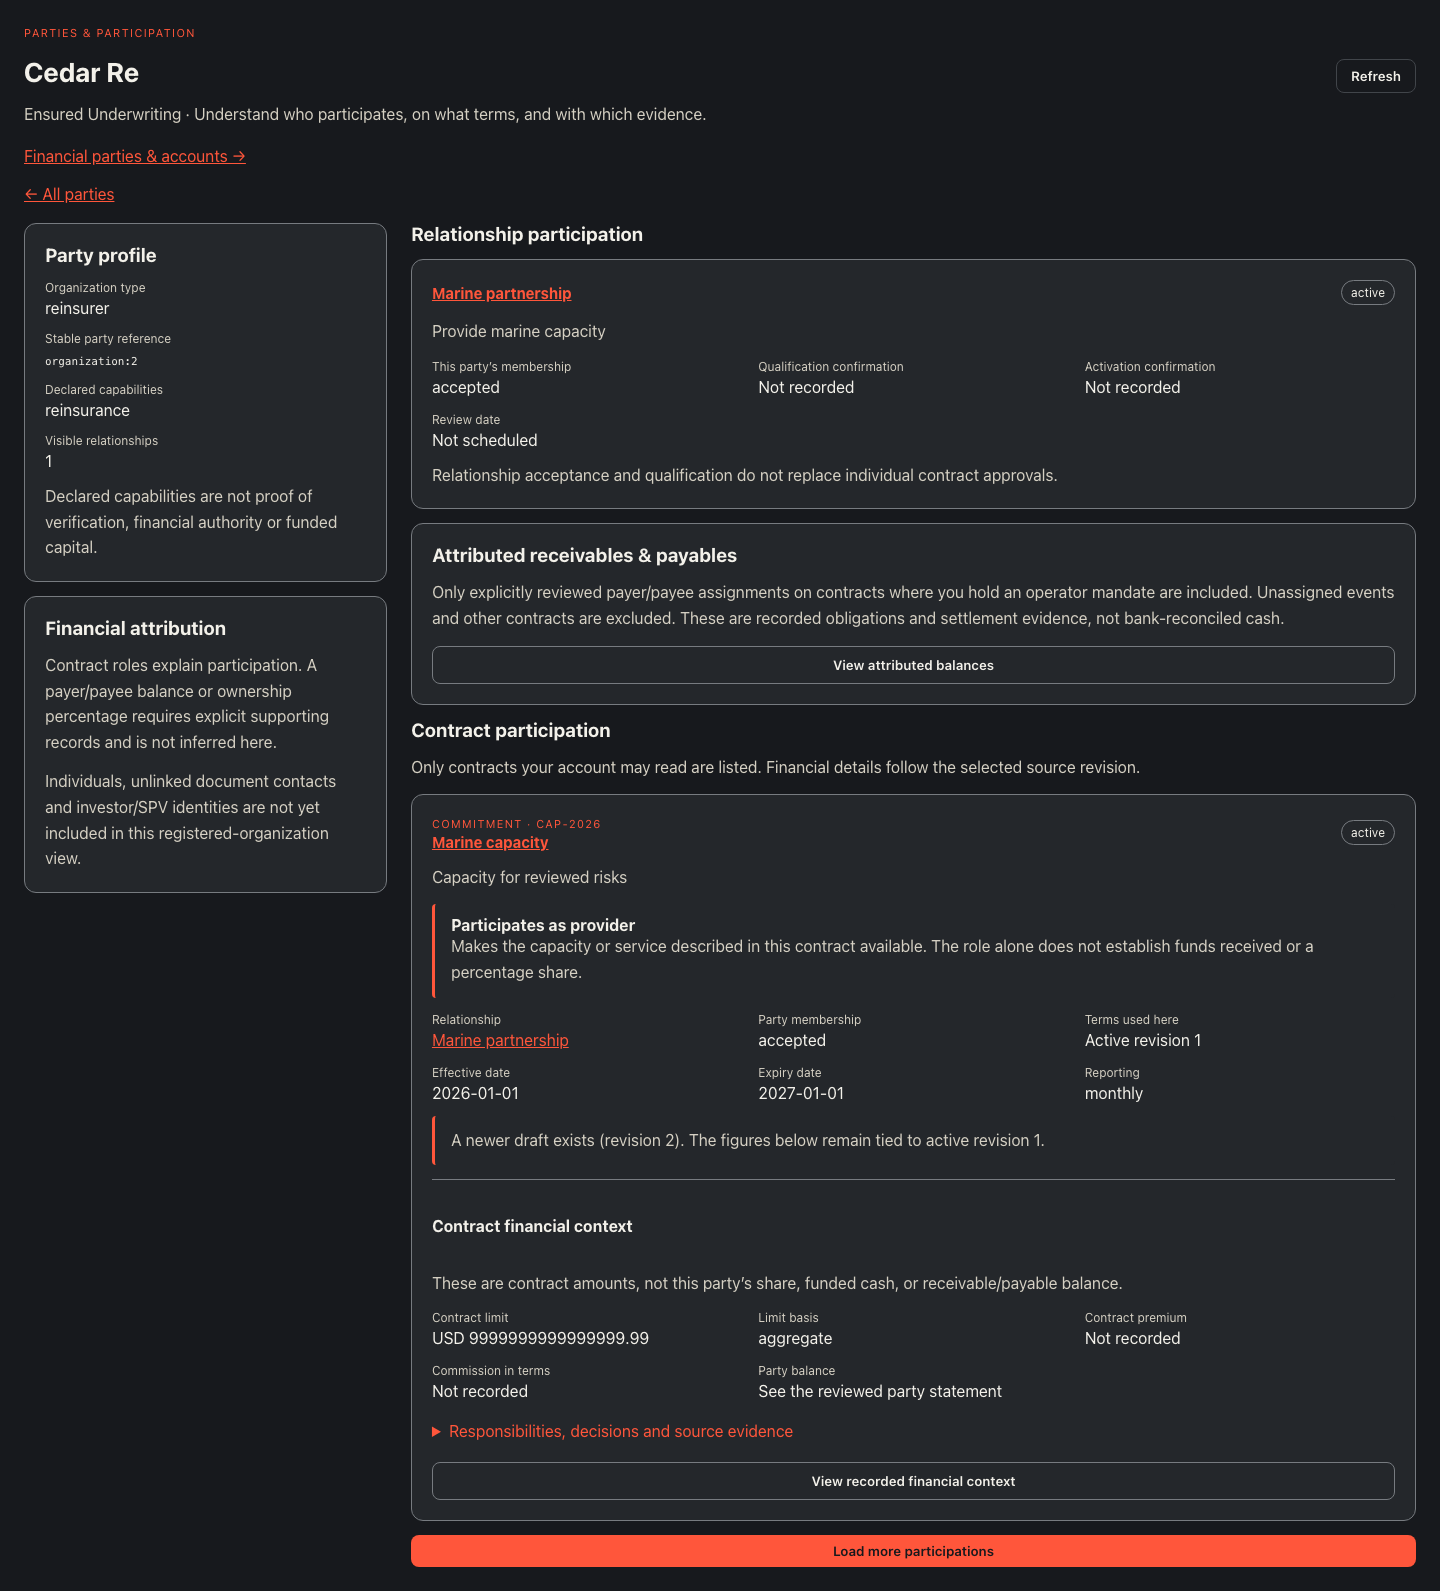 PARTIES & PARTICIPATION
Cedar Re
Refresh
Ensured Underwriting · Understand who participates, on what terms, and with which evidence.
Financial parties & accounts →
← All parties
Party profile
Organization type
reinsurer
Stable party reference
organization:2
Declared capabilities
reinsurance
Visible relationships
1
Declared capabilities are not proof of
verification, financial authority or funded
capital.
Financial attribution
Contract roles explain participation. A
payer/payee balance or ownership
percentage requires explicit supporting
records and is not inferred here.
Individuals, unlinked document contacts
and investor/SPV identities are not yet
included in this registered-organization
view.
Relationship participation
Marine partnership
active
Provide marine capacity
This party's membership
accepted
Qualification confirmation
Not recorded
Activation confirmation
Not recorded
Review date
Not scheduled
Relationship acceptance and qualification do not replace individual contract approvals.
Attributed receivables & payables
Only explicitly reviewed payer/payee assignments on contracts where you hold an operator mandate are included. Unassigned events
and other contracts are excluded. These are recorded obligations and settlement evidence, not bank-reconciled cash.
View attributed balances
Contract participation
Only contracts your account may read are listed. Financial details follow the selected source revision.
COMMITMENT · CAP-2026
Marine capacity
active
Capacity for reviewed risks
Participates as provider
Makes the capacity or service described in this contract available. The role alone does not establish funds received or a
percentage share.
Relationship
Marine partnership
Party membership
accepted
Terms used here
Active revision 1
Effective date
2026-01-01
Expiry date
2027-01-01
Reporting
monthly
A newer draft exists (revision 2). The figures below remain tied to active revision 1.
Contract financial context
These are contract amounts, not this party's share, funded cash, or receivable/payable balance.
Contract limit
USD 9999999999999999.99
Limit basis
aggregate
Contract premium
Not recorded
Commission in terms
Not recorded
Party balance
See the reviewed party statement
▶ Responsibilities, decisions and source evidence
View recorded financial context
Load more participations